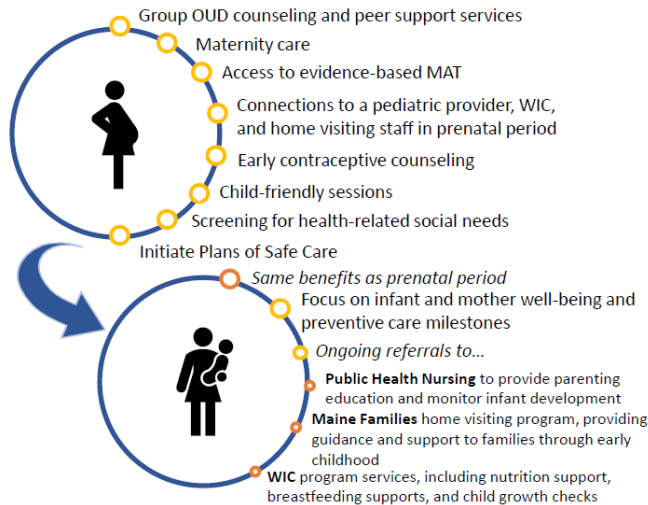 Group OUD counseling and peer support services
Maternity care
Access to evidence-based MAT
Connections to a pediatric provider, WIC,
and home visiting staff in prenatal period
Early contraceptive counseling
Child-friendly sessions
Screening for health-related social needs
Initiate Plans of Safe Care
Same benefits as prenatal period
Focus on infant and mother well-being and
preventive care milestones
Ongoing referrals to...
Public Health Nursing to provide parenting
education and monitor infant development
Maine Families home visiting program, providing
guidance and support to families through early
childhood
WIC program services, including nutrition support,
breastfeeding supports, and child growth checks